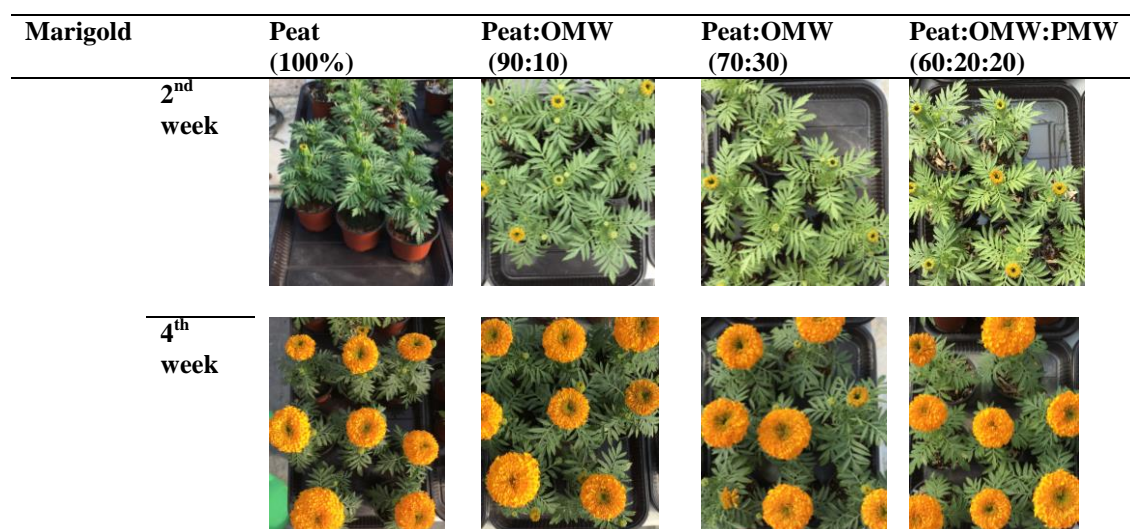 Marigold Peat Peat:OMW Peat:OMW Peat:OMW:PMW
(100%) (90:10) (70:30) (60:20:20)
2nd
week
4th
week